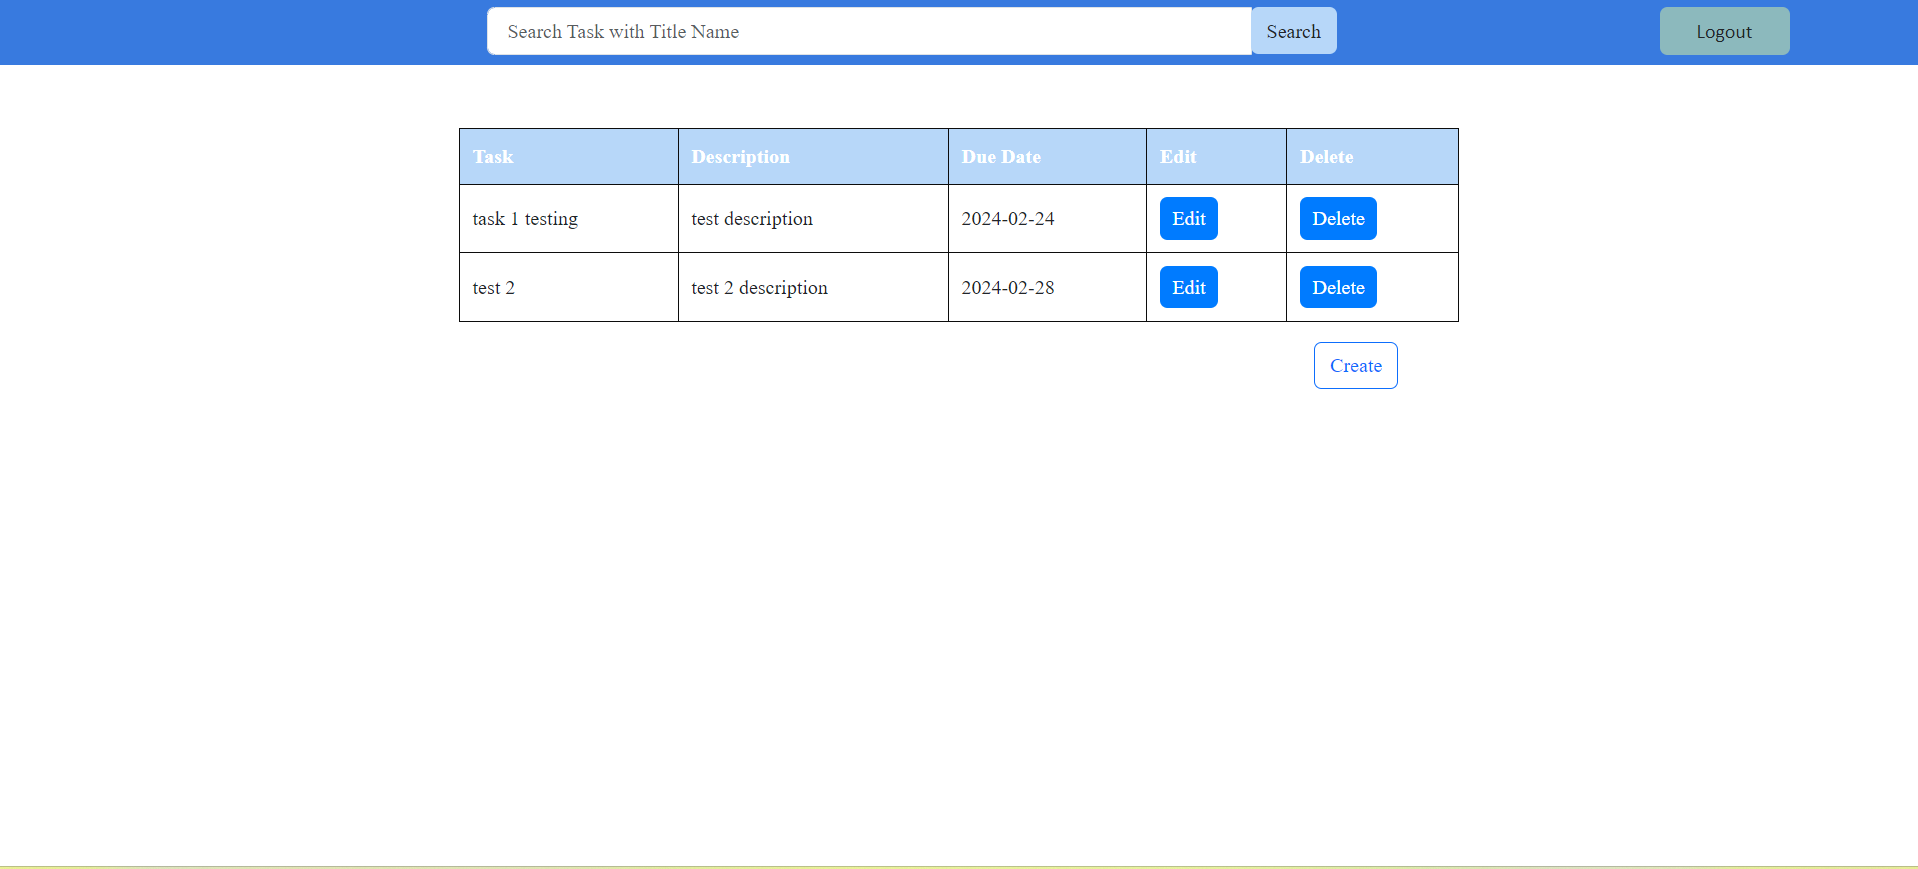 Search Task with Title Name Search Logout
Task Description Due Date Edit Delete
task 1 testing test description 2024-02-24 Edit Delete
test 2 test 2 description 2024-02-28 Edit Delete
Create